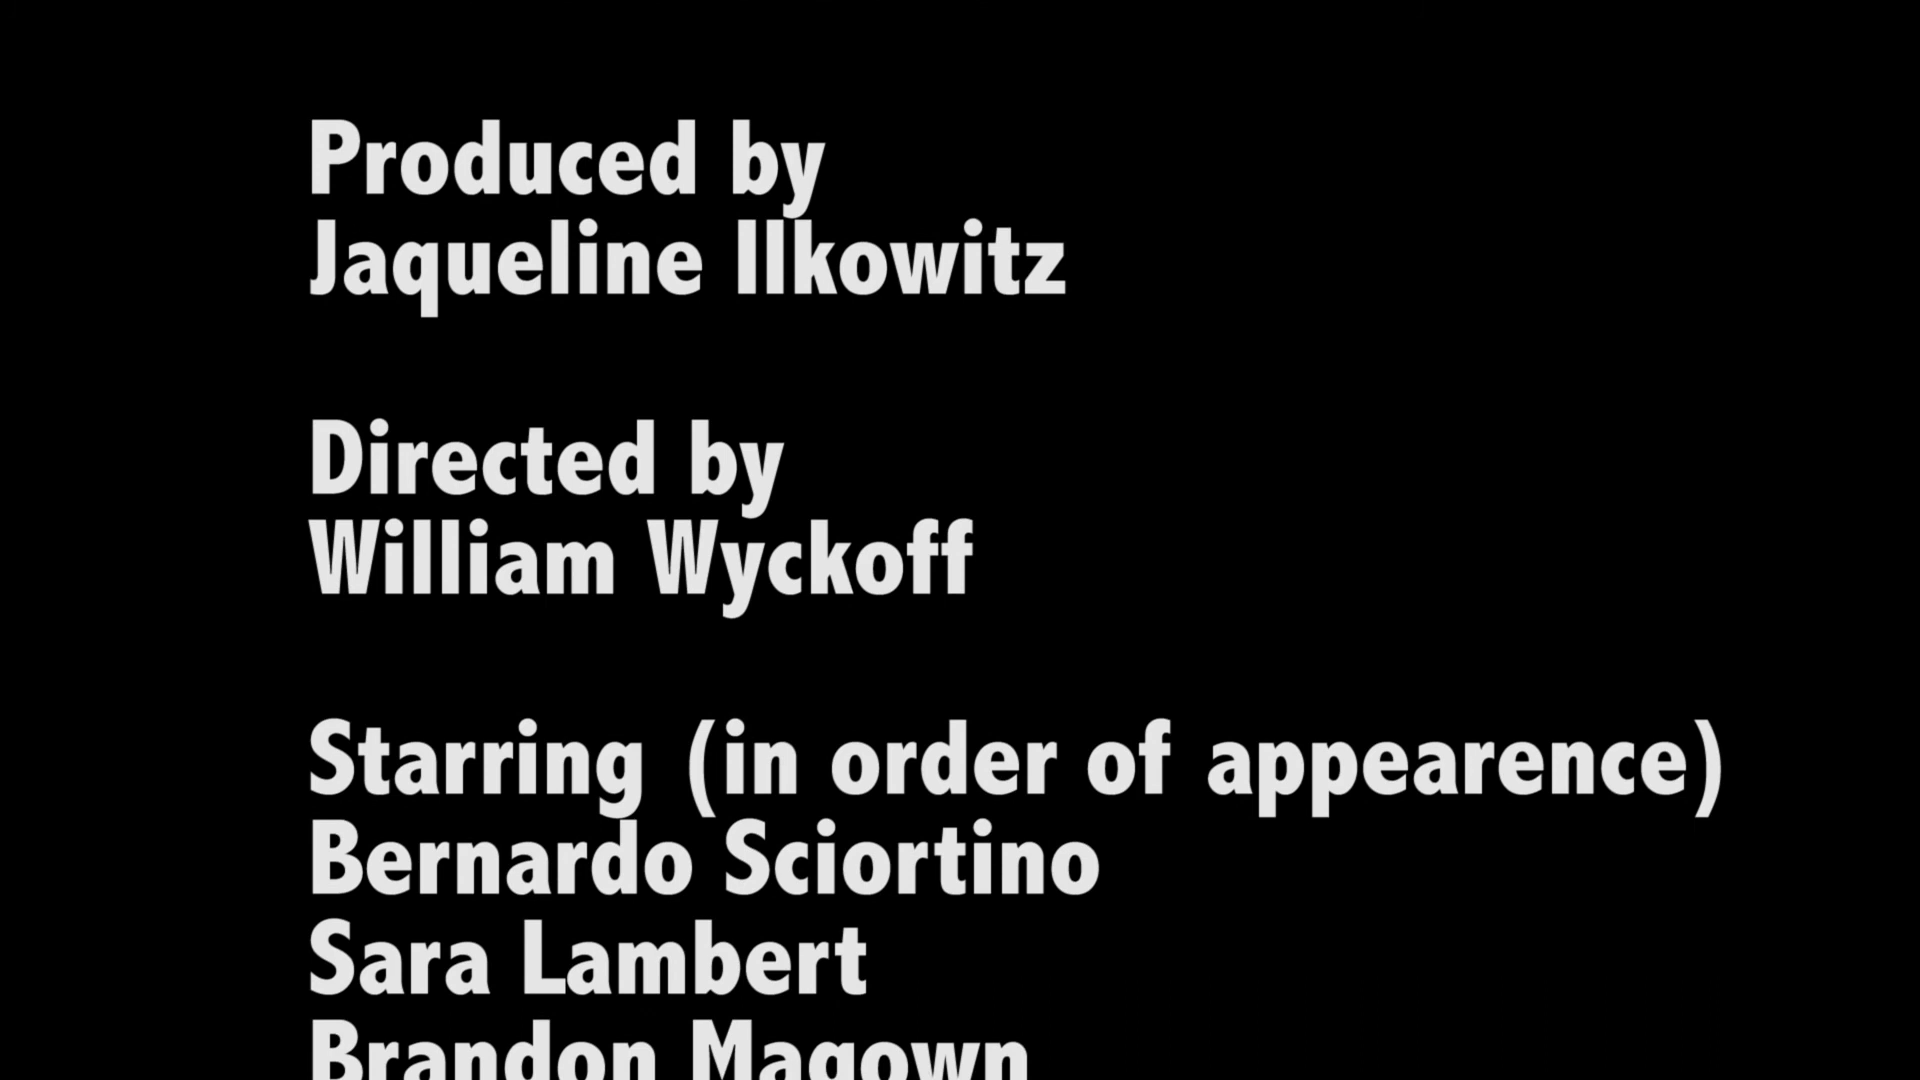 Produced by
Jaqueline Ilkowitz
Directed by
William Wyckoff
Starring (in order of appearence)
Bernardo Sciortino
Sara Lambert
Brandon Magown